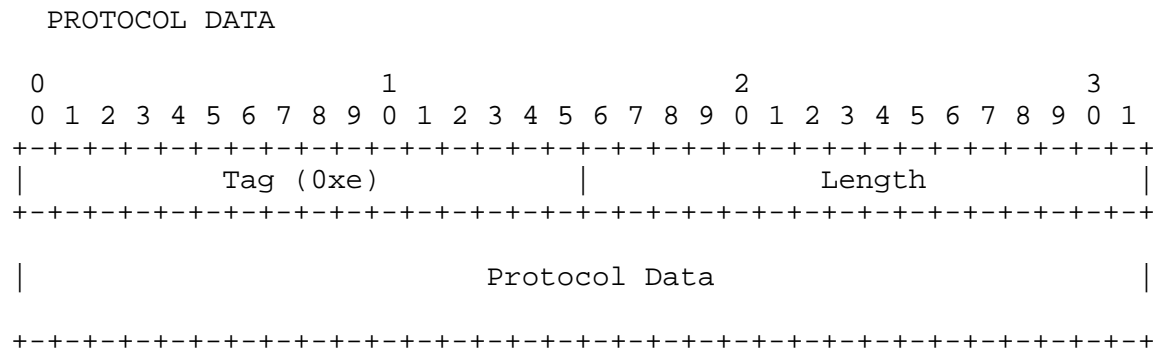 PROTOCOL DATA
0                   1                   2                   3
0 1 2 3 4 5 6 7 8 9 0 1 2 3 4 5 6 7 8 9 0 1 2 3 4 5 6 7 8 9 0 1
+-+-+-+-+-+-+-+-+-+-+-+-+-+-+-+-+-+-+-+-+-+-+-+-+-+-+-+-+-+-+-+-+
|           Tag (0xe)           |             Length            |
+-+-+-+-+-+-+-+-+-+-+-+-+-+-+-+-+-+-+-+-+-+-+-+-+-+-+-+-+-+-+-+-+
|                          Protocol Data                        |
+-+-+-+-+-+-+-+-+-+-+-+-+-+-+-+-+-+-+-+-+-+-+-+-+-+-+-+-+-+-+-+-+